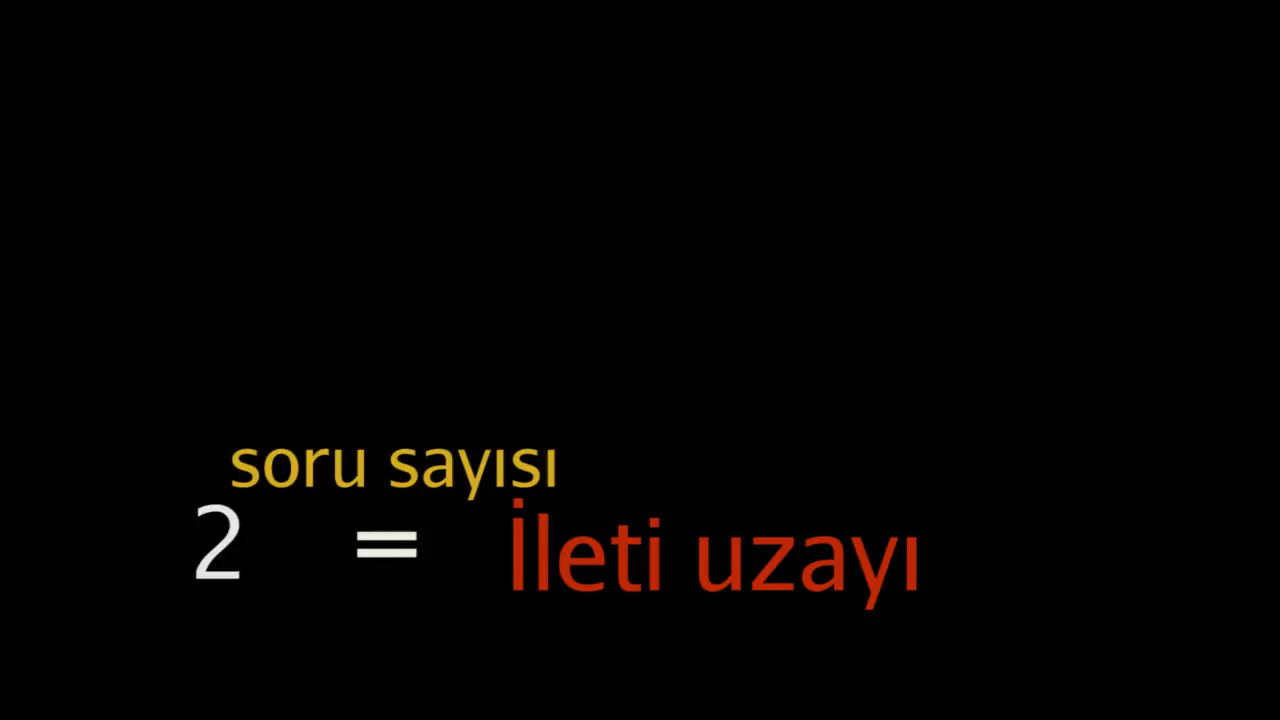 soru sayısı
2 = İleti uzayı